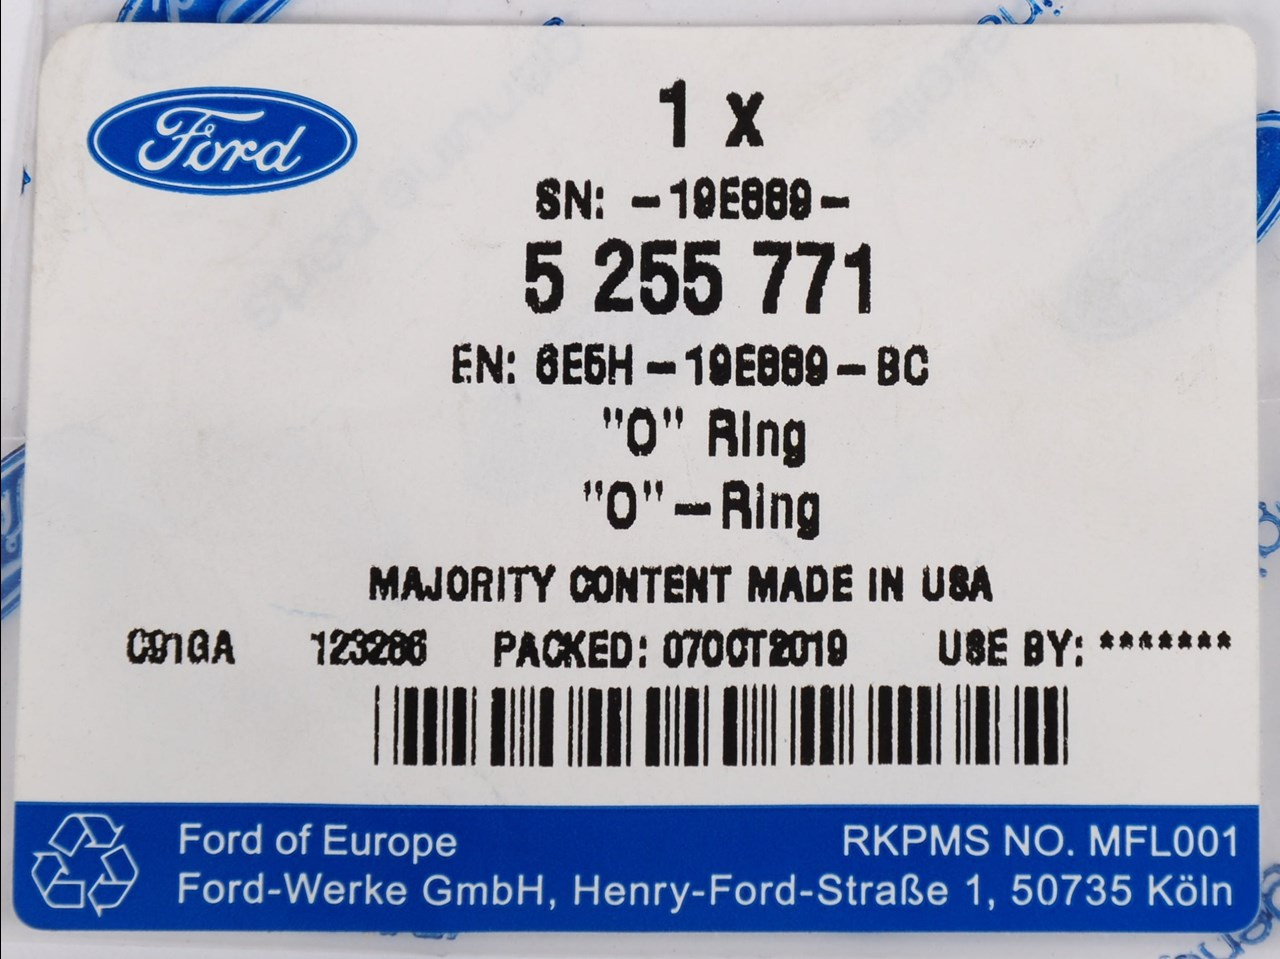 Ford
1 x
SN: -19E889-
5 255 771
EN: 6E5H-19E889-BC
"O" Ring
"O"-Ring
MAJORITY CONTENT MADE IN USA
C91GA 123286 PACKED: 07OCT2019 USE BY: *******
Ford of Europe RKPMS NO. MFL001
Ford-Werke GmbH, Henry-Ford-Straße 1, 50735 Köln